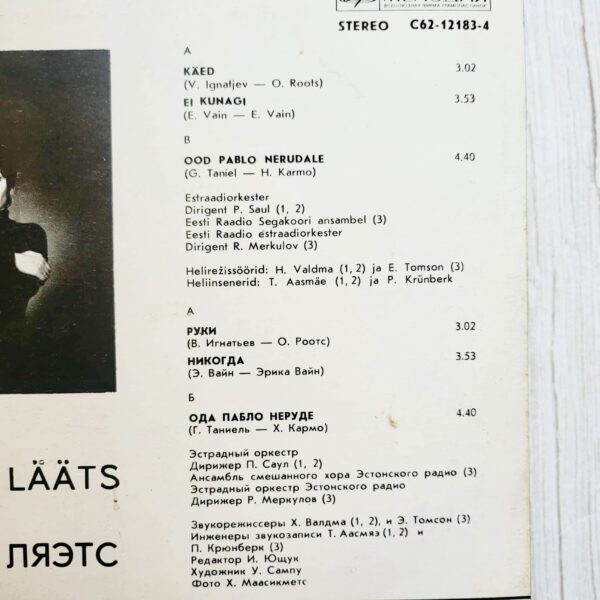 МЕЛОДИЯ
STEREO С62-12183-4
A
KÄED 3.02
(V. Ignatjev — O. Roots)
EI KUNAGI 3.53
(E. Vain — E. Vain)
B
OOD PABLO NERUDALE 4.40
(G. Taniel — H. Karmo)
Estraadiorkester
Dirigent P. Saul (1, 2)
Eesti Raadio Segakoori ansambel (3)
Eesti Raadio estraadiorkester
Dirigent R. Merkulov (3)
Helirežissöörid: H. Valdma (1, 2) ja E. Tomson (3)
Heliinsenerid: T. Aasmäe (1, 2) ja P. Krünberk
А
РУКИ 3.02
(В. Игнатьев — О. Роотс)
НИКОГДА 3.53
(Э. Вайн — Эрика Вайн)
Б
ОДА ПАБЛО НЕРУДЕ 4.40
(Г. Таниель — Х. Кармо)
Эстрадный оркестр
Дирижер П. Саул (1, 2)
Ансамбль смешанного хора Эстонского радио (3)
Эстрадный оркестр Эстонского радио
Дирижер Р. Меркулов (3)
Звукорежиссеры Х. Валдма (1, 2), и Э. Томсон (3)
Инженеры звукозаписи Т. Аасмяэ (1, 2) и
П. Крюнберк (3)
Редактор И. Ющук
Художник У. Сампу
Фото Х. Маасикметс
LÄÄTS
ЛЯЭТС